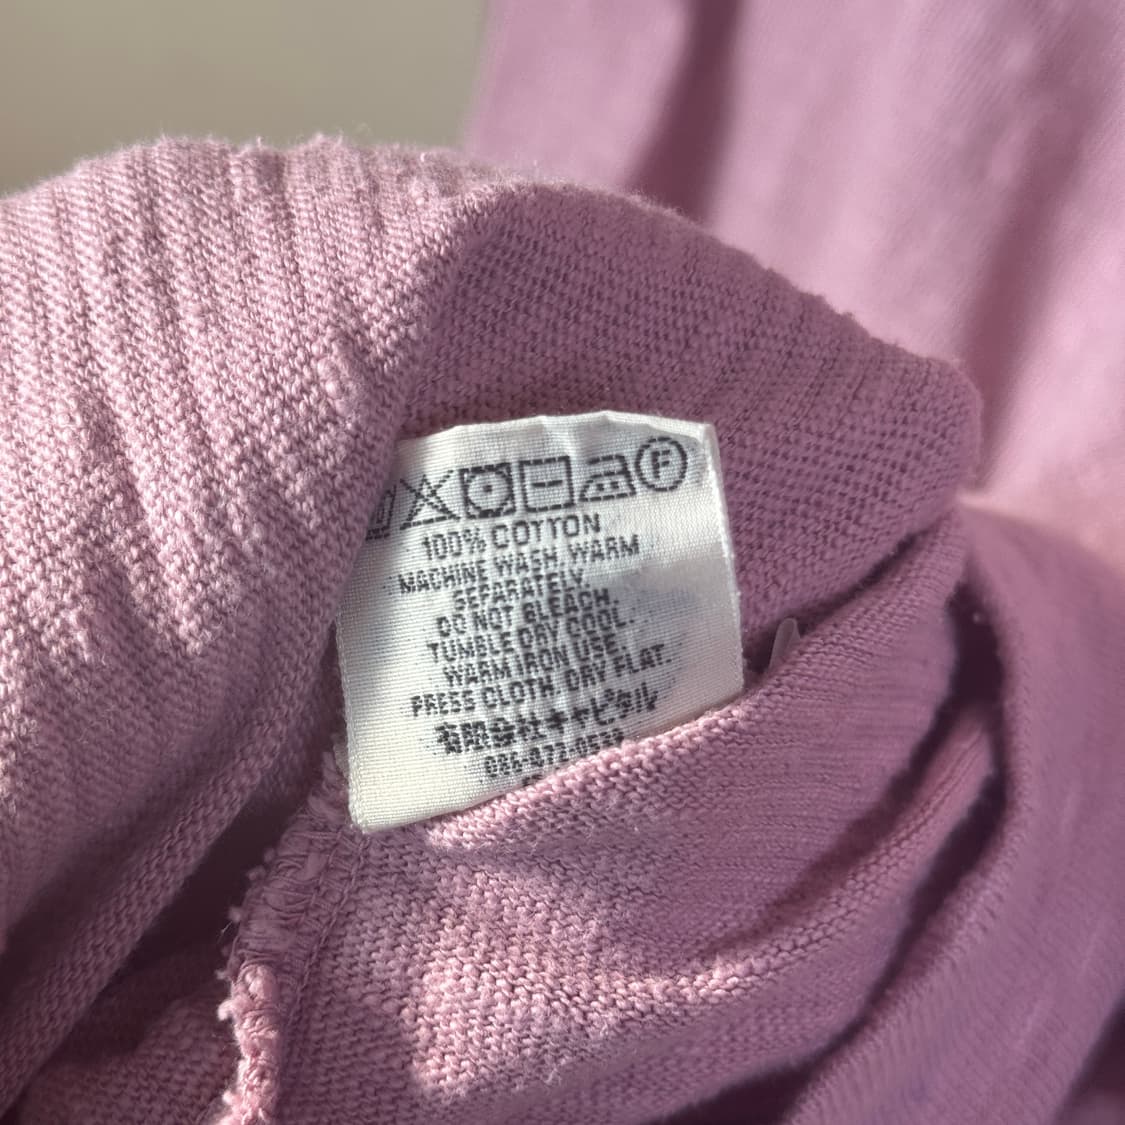 F
100% COTTON
MACHINE WASH, WARM
SEPARATELY.
DO NOT BLEACH.
TUMBLE DRY COOL.
WARM IRON USE,
PRESS CLOTH, DRY FLAT.
有限会社キャピタル